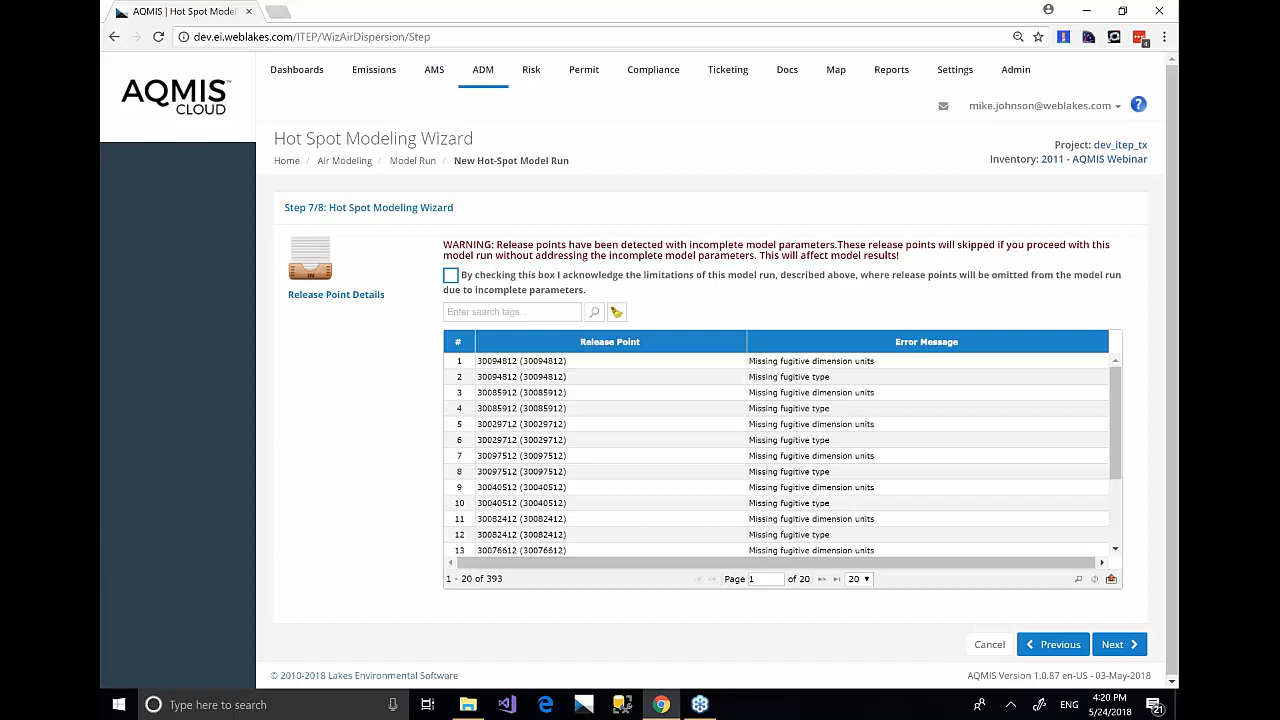 AQMIS | Hot Spot Model
dev.ei.weblakes.com/ITEP/WizAirDispersion/Step
AQMIS™
CLOUD
Dashboards Emissions AMS ADM Risk Permit Compliance Ticketing Docs Map Reports Settings Admin
mike.johnson@weblakes.com
Hot Spot Modeling Wizard
Home / Air Modeling / Model Run / New Hot-Spot Model Run
Project: dev_itep_tx
Inventory: 2011 - AQMIS Webinar
Step 7/8: Hot Spot Modeling Wizard
IN
Release Point Details
WARNING: Release points have been detected with incomplete model parameters.These release points will skipped if you proceed with this
model run without addressing the incomplete model parameters. This will affect model results!
By checking this box I acknowledge the limitations of this model run, described above, where release points will be omitted from the model run
due to incomplete parameters.
Enter search tags...
# Release Point Error Message
1 30094812 (30094812) Missing fugitive dimension units
2 30094812 (30094812) Missing fugitive type
3 30085912 (30085912) Missing fugitive dimension units
4 30085912 (30085912) Missing fugitive type
5 30029712 (30029712) Missing fugitive dimension units
6 30029712 (30029712) Missing fugitive type
7 30097512 (30097512) Missing fugitive dimension units
8 30097512 (30097512) Missing fugitive type
9 30040512 (30040512) Missing fugitive dimension units
10 30040512 (30040512) Missing fugitive type
11 30082412 (30082412) Missing fugitive dimension units
12 30082412 (30082412) Missing fugitive type
13 30076612 (30076612) Missing fugitive dimension units
1 - 20 of 393 Page 1 of 20 20
Cancel Previous Next
© 2010-2018 Lakes Environmental Software AQMIS Version 1.0.87 en-US - 03-May-2018
Type here to search
ENG
4:20 PM
5/24/2018
21